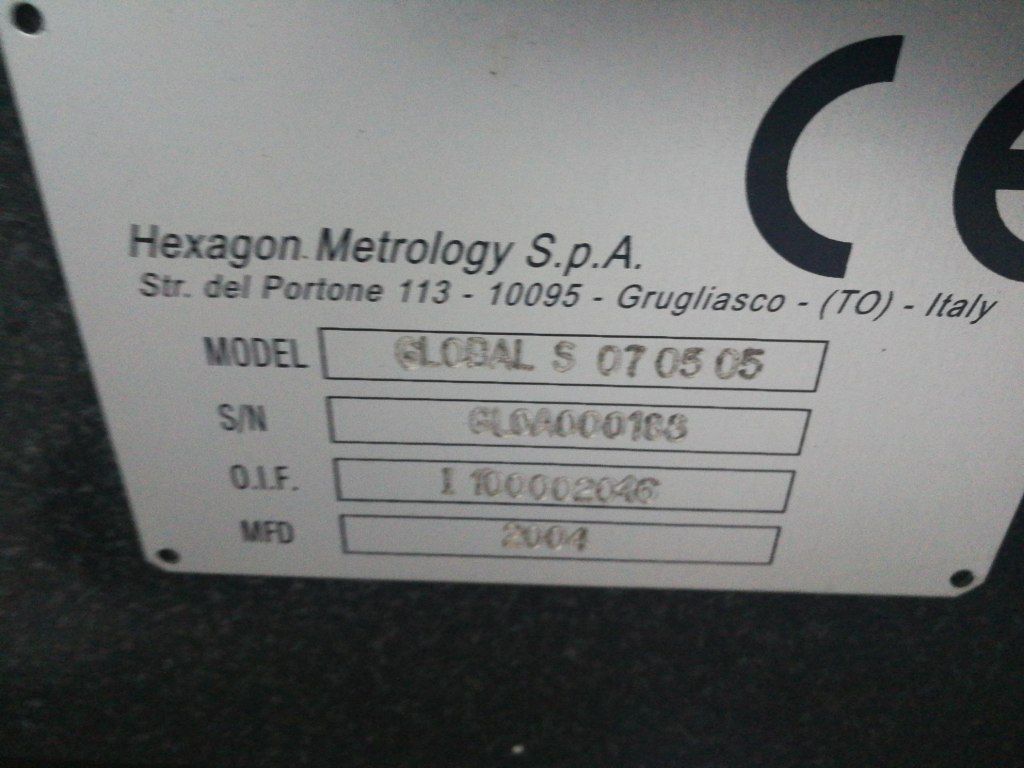 CE
Hexagon Metrology S.p.A.
Str. del Portone 113 - 10095 - Grugliasco - (TO) - Italy
MODEL GLOBAL S 07 05 05
S/N
O.I.F. I 100002046
MFD 2004